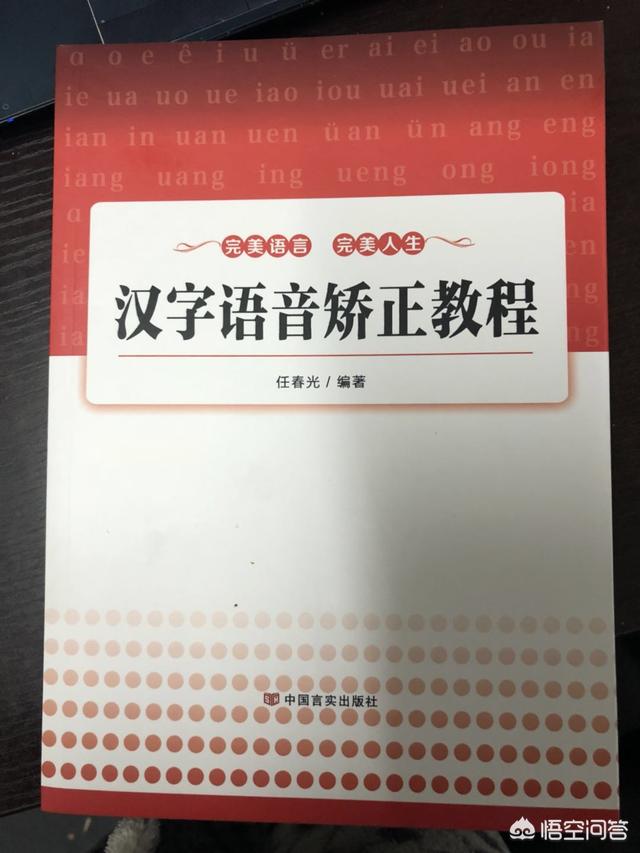 ɑ o e ê i u ü er ai ei ao ou ia
ie ua uo ue iao iou uai uei an en
ian in uan uen üan ün ang eng
iang uang ing ueng ong iong
完美语言 完美人生
汉字语音矫正教程
任春光 / 编著
中国言实出版社
悟空问答